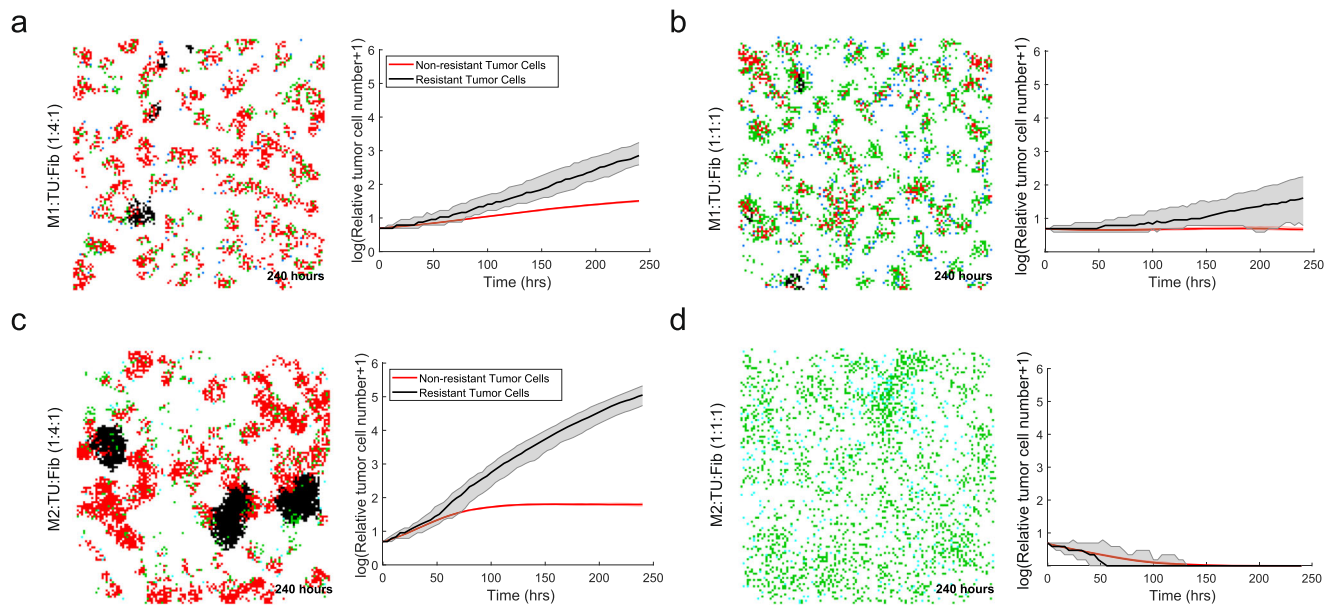 a
M1:TU:Fib (1:4:1)
240 hours
log(Relative tumor cell number+1)
6
5
4
3
2
1
0
Non-resistant Tumor Cells
Resistant Tumor Cells
0 50 100 150 200 250
Time (hrs)
b
M1:TU:Fib (1:1:1)
240 hours
log(Relative tumor cell number+1)
6
5
4
3
2
1
0
0 50 100 150 200 250
Time (hrs)
c
M2:TU:Fib (1:4:1)
240 hours
log(Relative tumor cell number+1)
6
5
4
3
2
1
0
Non-resistant Tumor Cells
Resistant Tumor Cells
0 50 100 150 200 250
Time (hrs)
d
M2:TU:Fib (1:1:1)
240 hours
log(Relative tumor cell number+1)
6
5
4
3
2
1
0
0 50 100 150 200 250
Time (hrs)